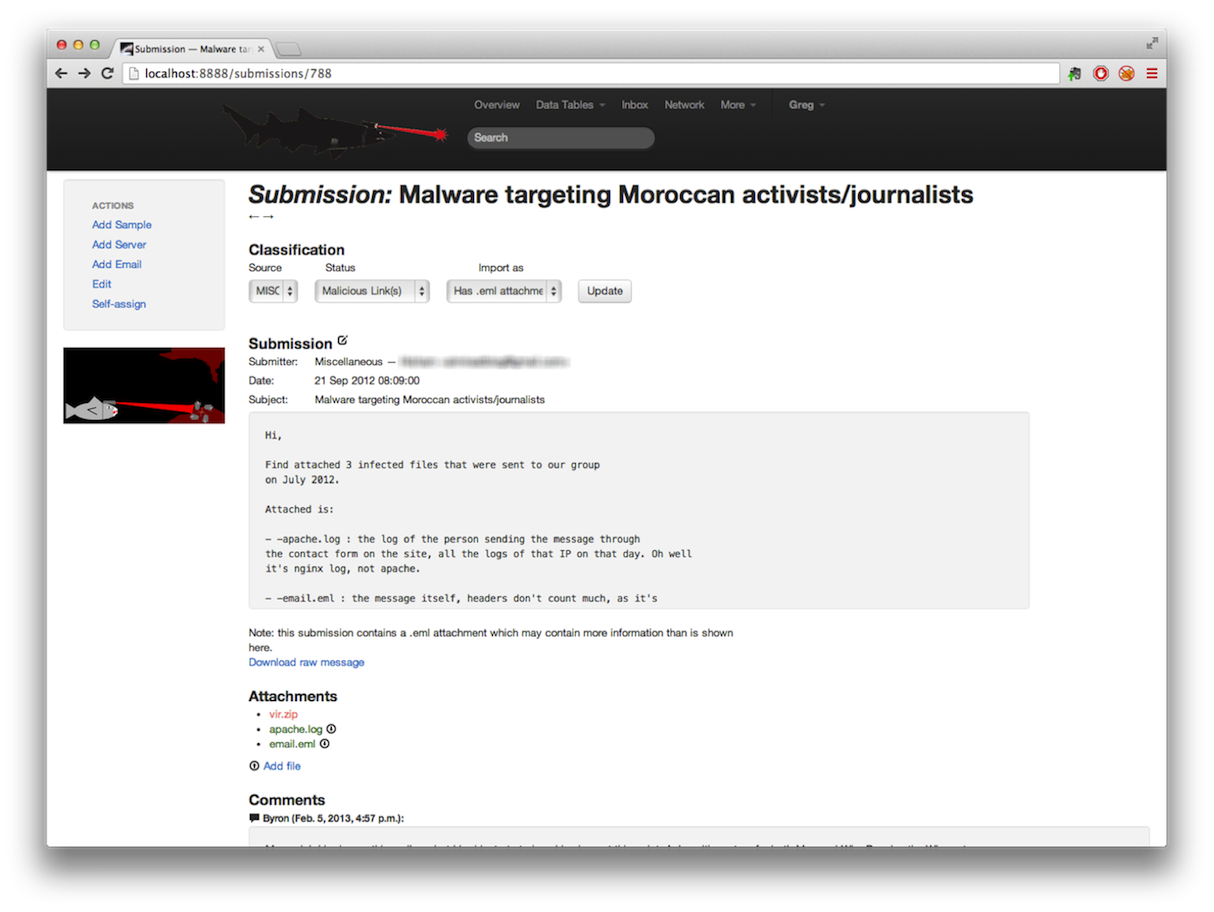 Submission — Malware tar
localhost:8888/submissions/788
Overview Data Tables Inbox Network More Greg
Search
ACTIONS
Add Sample
Add Server
Add Email
Edit
Self-assign
Submission: Malware targeting Moroccan activists/journalists
←→
Classification
Source Status Import as
MISC Malicious Link(s) Has .eml attachme Update
Submission
Submitter: Miscellaneous —
Date: 21 Sep 2012 08:09:00
Subject: Malware targeting Moroccan activists/journalists
Hi,
Find attached 3 infected files that were sent to our group
on July 2012.
Attached is:
- -apache.log : the log of the person sending the message through
the contact form on the site, all the logs of that IP on that day. Oh well
it's nginx log, not apache.
- -email.eml : the message itself, headers don't count much, as it's
Note: this submission contains a .eml attachment which may contain more information than is shown
here.
Download raw message
Attachments
• vir.zip
• apache.log
• email.eml
Add file
Comments
Byron (Feb. 5, 2013, 4:57 p.m.):